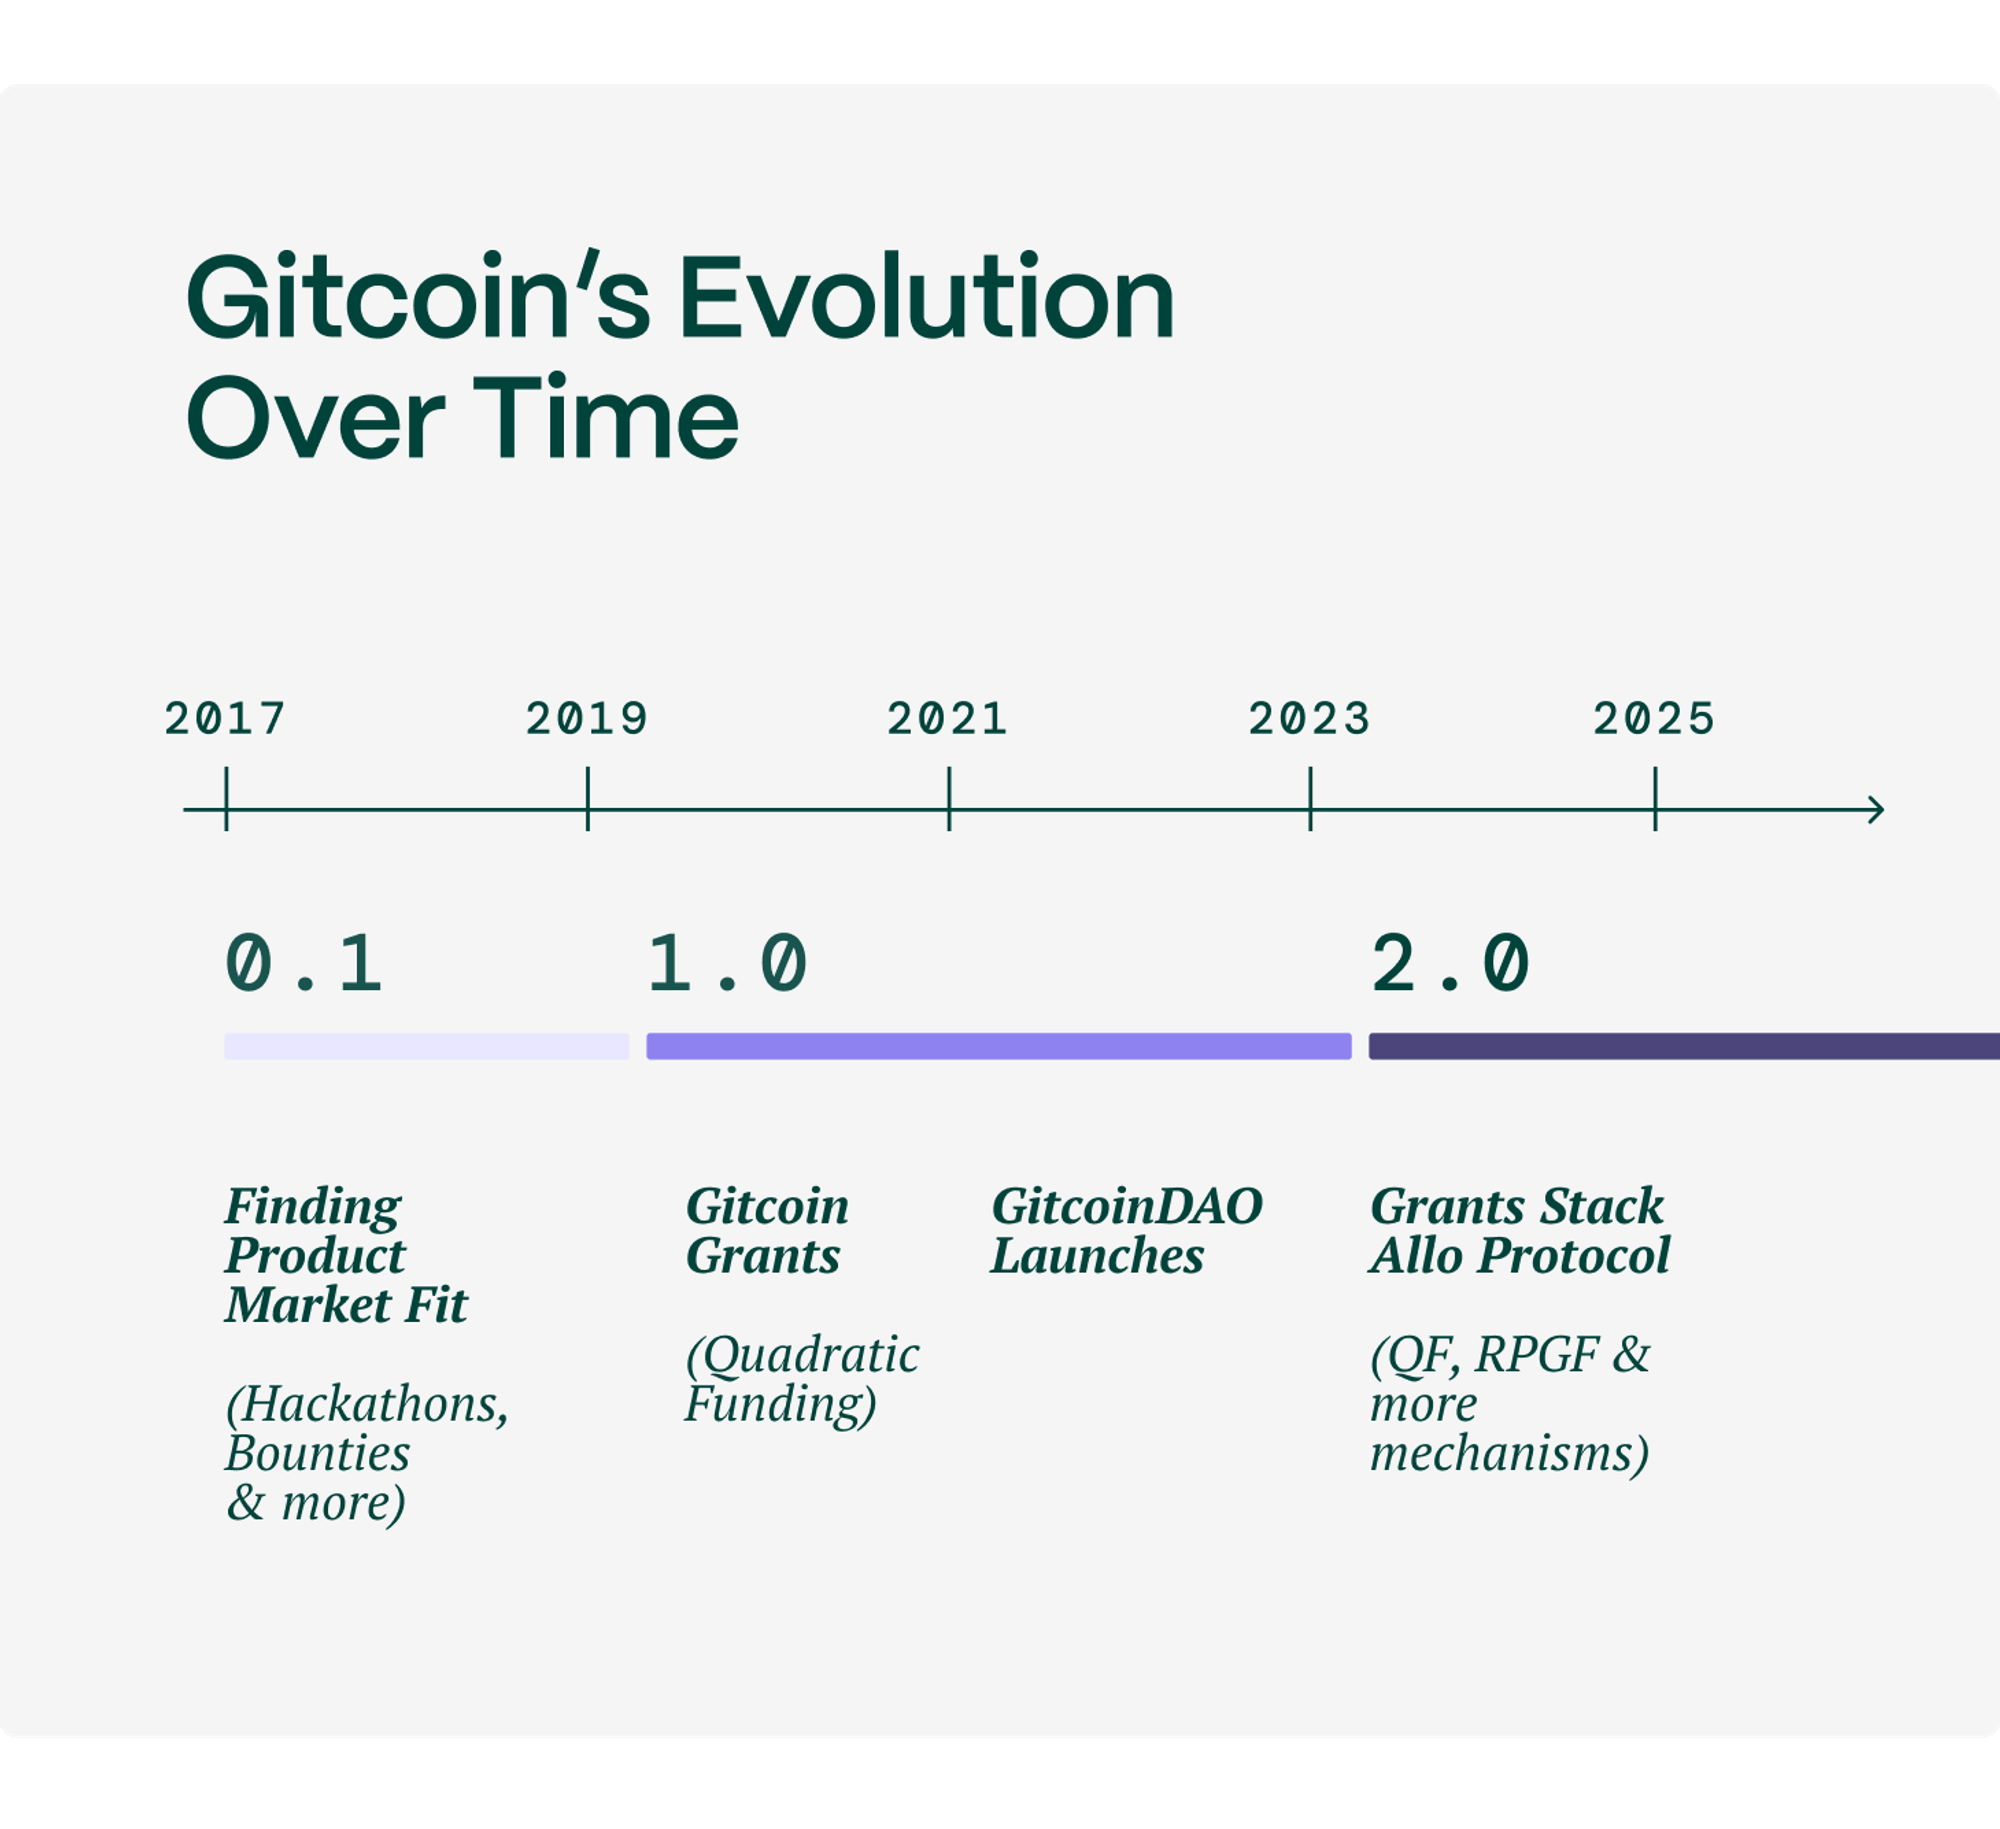 Gitcoin's Evolution
Over Time
2017 2019 2021 2023 2025
0.1 1.0 2.0
Finding
Product
Market Fit
(Hackathons,
Bounties
& more)
Gitcoin
Grants
(Quadratic
Funding)
GitcoinDAO
Launches
Grants Stack
Allo Protocol
(QF, RPGF &
more
mechanisms)